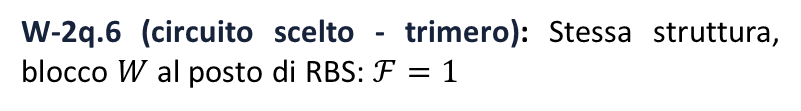 W-2q.6 (circuito scelto - trimero): Stessa struttura,
blocco 𝑊 al posto di RBS: ℱ = 1